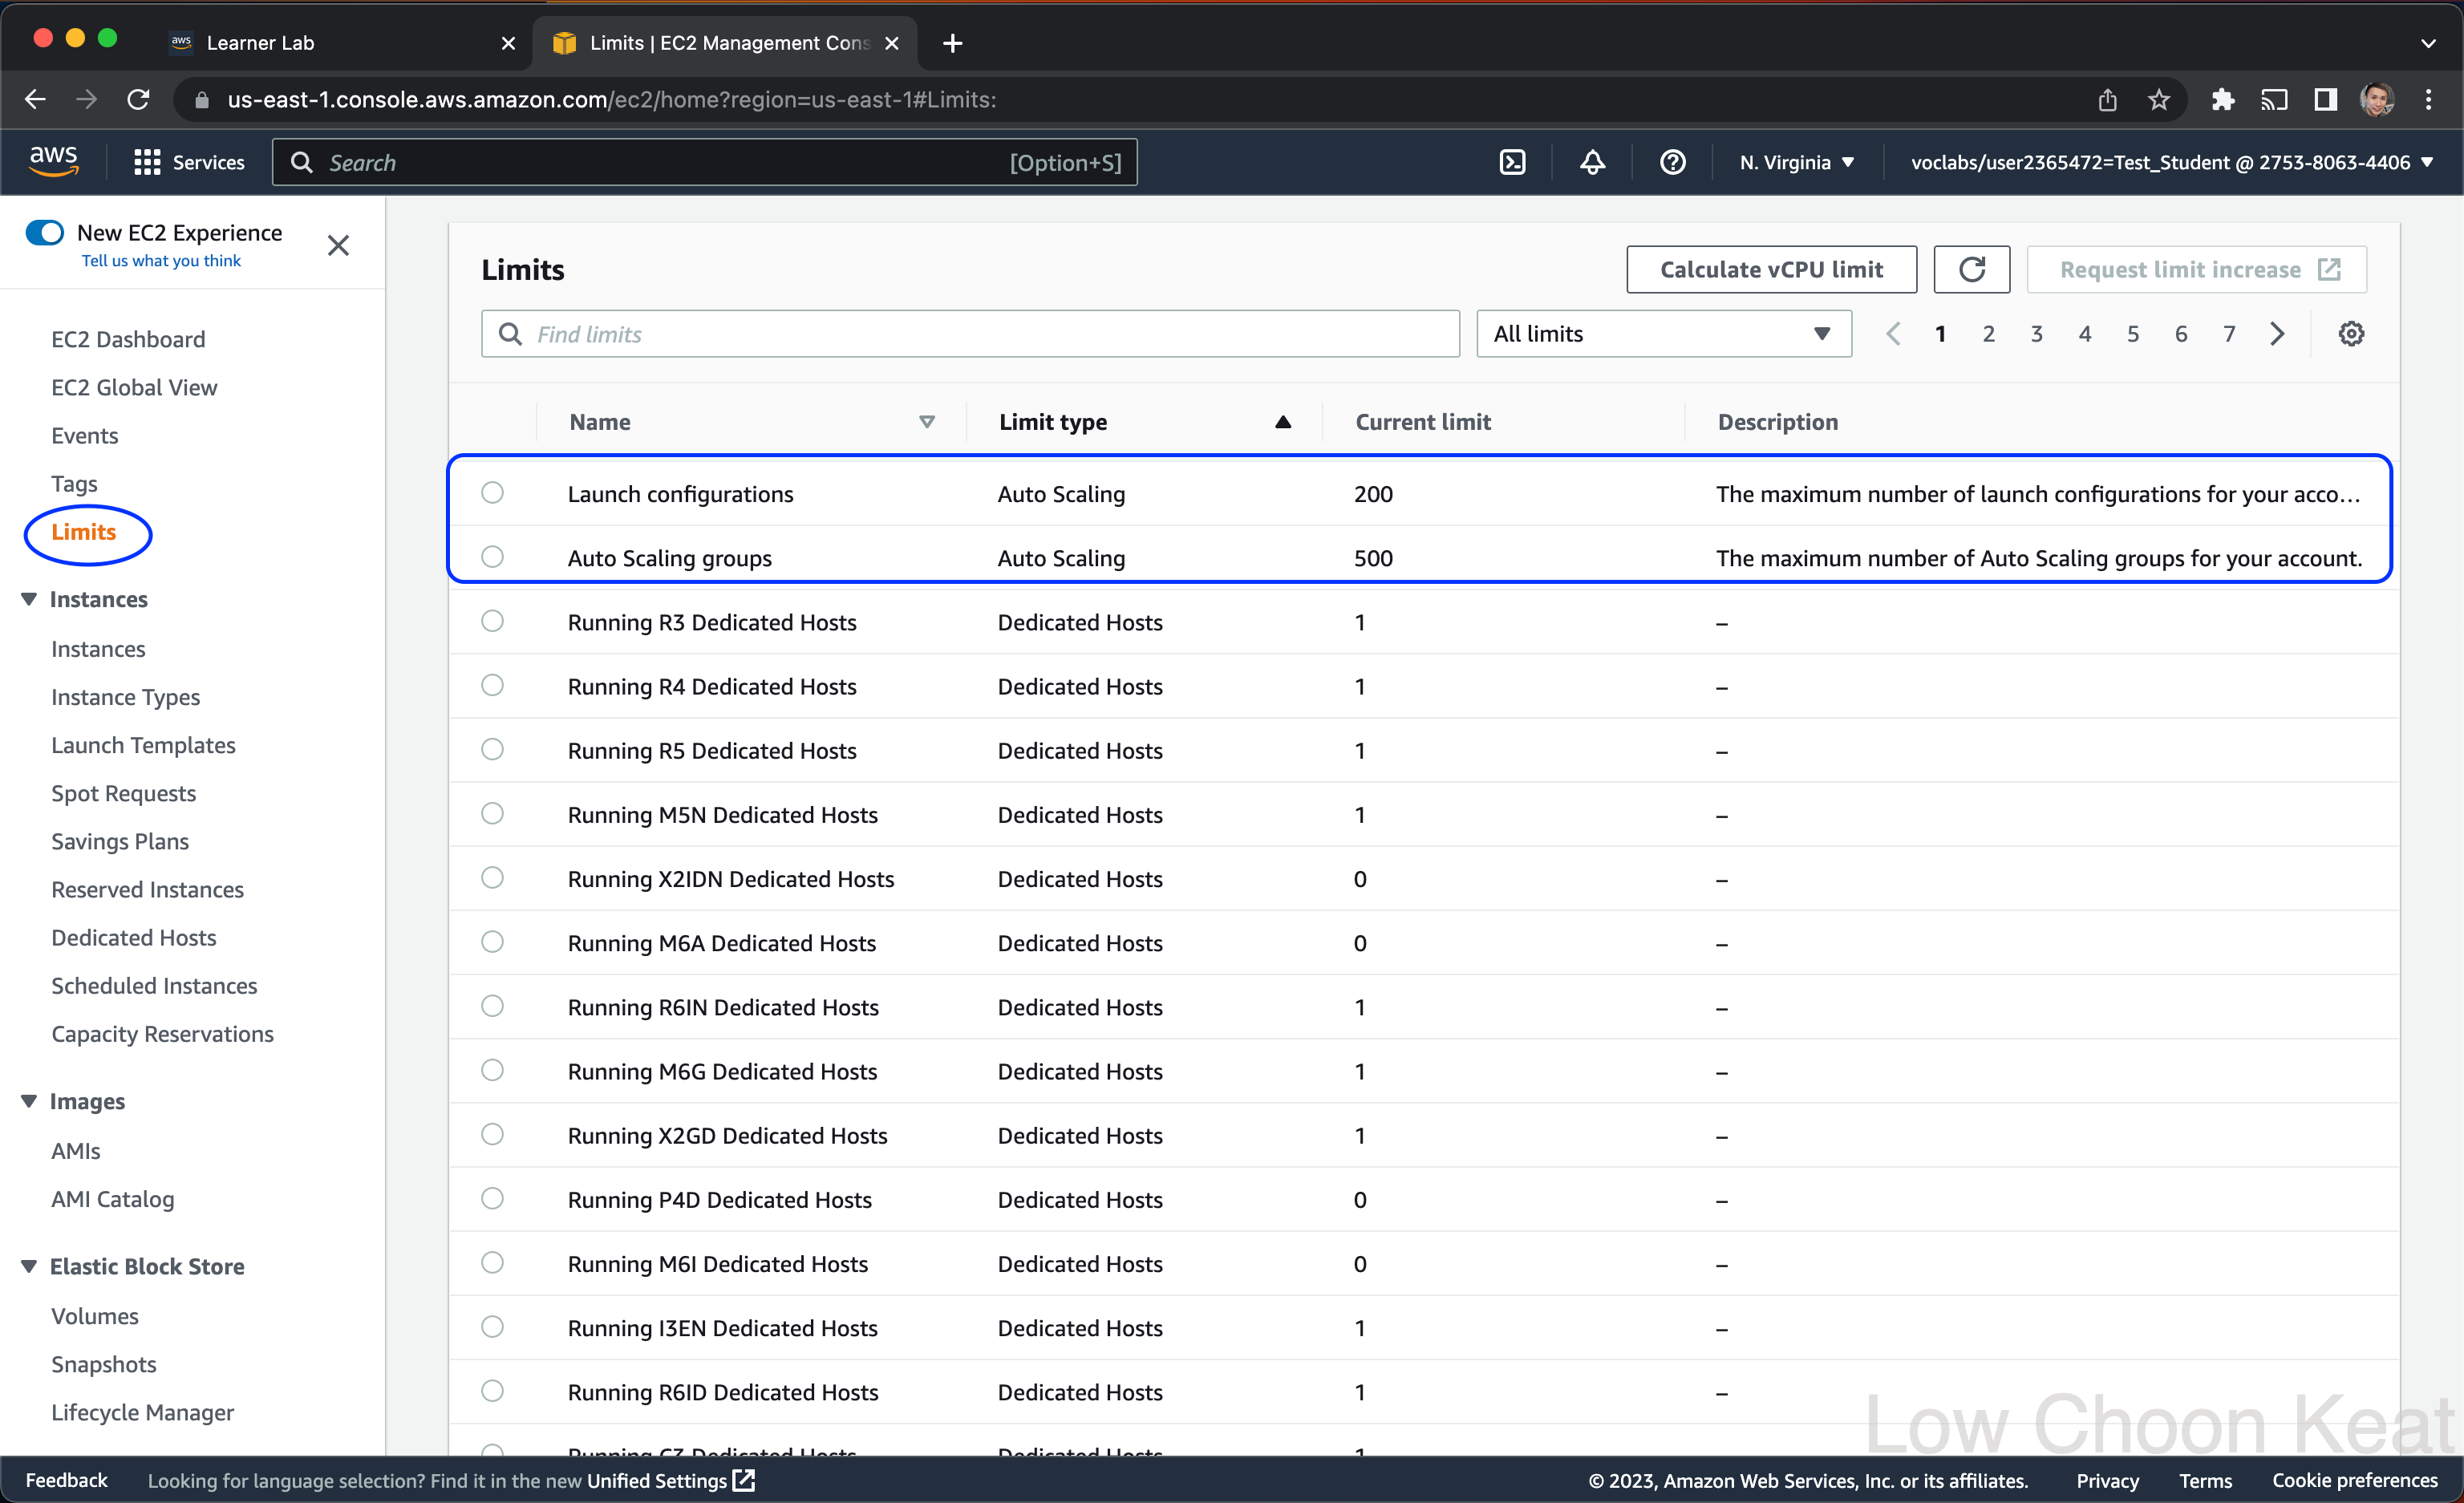 aws Learner Lab
Limits | EC2 Management Cons
us-east-1.console.aws.amazon.com/ec2/home?region=us-east-1#Limits:
aws Services Search [Option+S] N. Virginia voclabs/user2365472=Test_Student @ 2753-8063-4406
New EC2 Experience
Tell us what you think
EC2 Dashboard
EC2 Global View
Events
Tags
Limits
Instances
Instances
Instance Types
Launch Templates
Spot Requests
Savings Plans
Reserved Instances
Dedicated Hosts
Scheduled Instances
Capacity Reservations
Images
AMIs
AMI Catalog
Elastic Block Store
Volumes
Snapshots
Lifecycle Manager
Limits
Calculate vCPU limit Request limit increase
Find limits All limits 1 2 3 4 5 6 7
Name Limit type Current limit Description
Launch configurations Auto Scaling 200 The maximum number of launch configurations for your acco...
Auto Scaling groups Auto Scaling 500 The maximum number of Auto Scaling groups for your account.
Running R3 Dedicated Hosts Dedicated Hosts 1 –
Running R4 Dedicated Hosts Dedicated Hosts 1 –
Running R5 Dedicated Hosts Dedicated Hosts 1 –
Running M5N Dedicated Hosts Dedicated Hosts 1 –
Running X2IDN Dedicated Hosts Dedicated Hosts 0 –
Running M6A Dedicated Hosts Dedicated Hosts 0 –
Running R6IN Dedicated Hosts Dedicated Hosts 1 –
Running M6G Dedicated Hosts Dedicated Hosts 1 –
Running X2GD Dedicated Hosts Dedicated Hosts 1 –
Running P4D Dedicated Hosts Dedicated Hosts 0 –
Running M6I Dedicated Hosts Dedicated Hosts 0 –
Running I3EN Dedicated Hosts Dedicated Hosts 1 –
Running R6ID Dedicated Hosts Dedicated Hosts 1 –
Running C3 Dedicated Hosts Dedicated Hosts 1
Low Choon Keat
Feedback Looking for language selection? Find it in the new Unified Settings © 2023, Amazon Web Services, Inc. or its affiliates. Privacy Terms Cookie preferences